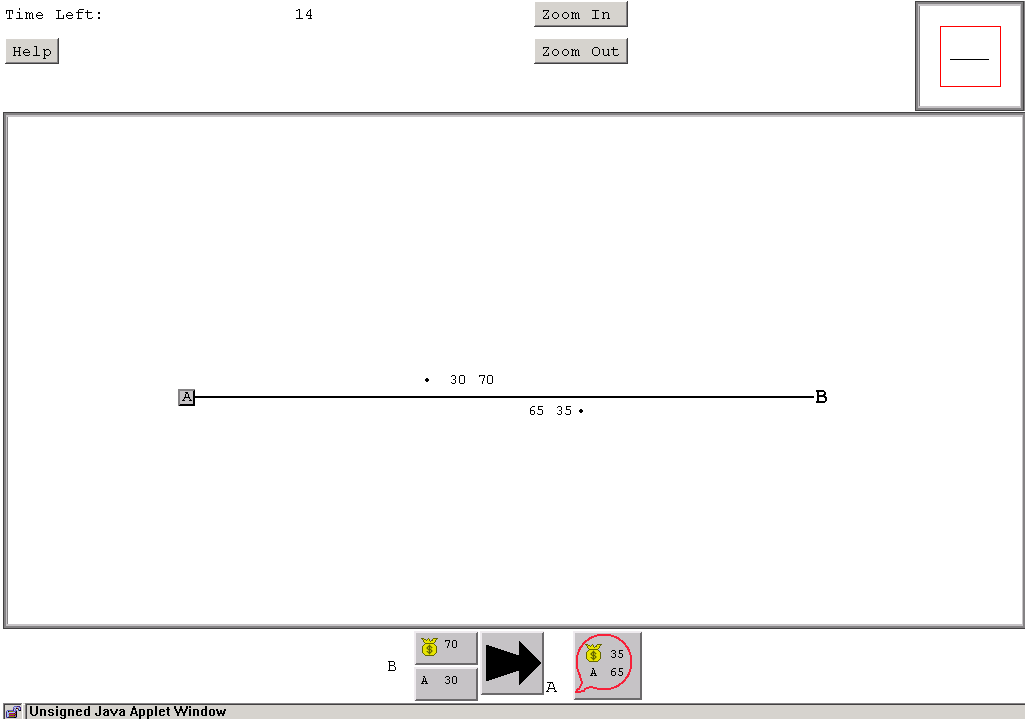 Time Left: 14
Zoom In
Help
Zoom Out
30 70
A
B
65 35
$ 70
B
A 30
A
$ 35
A 65
Unsigned Java Applet Window